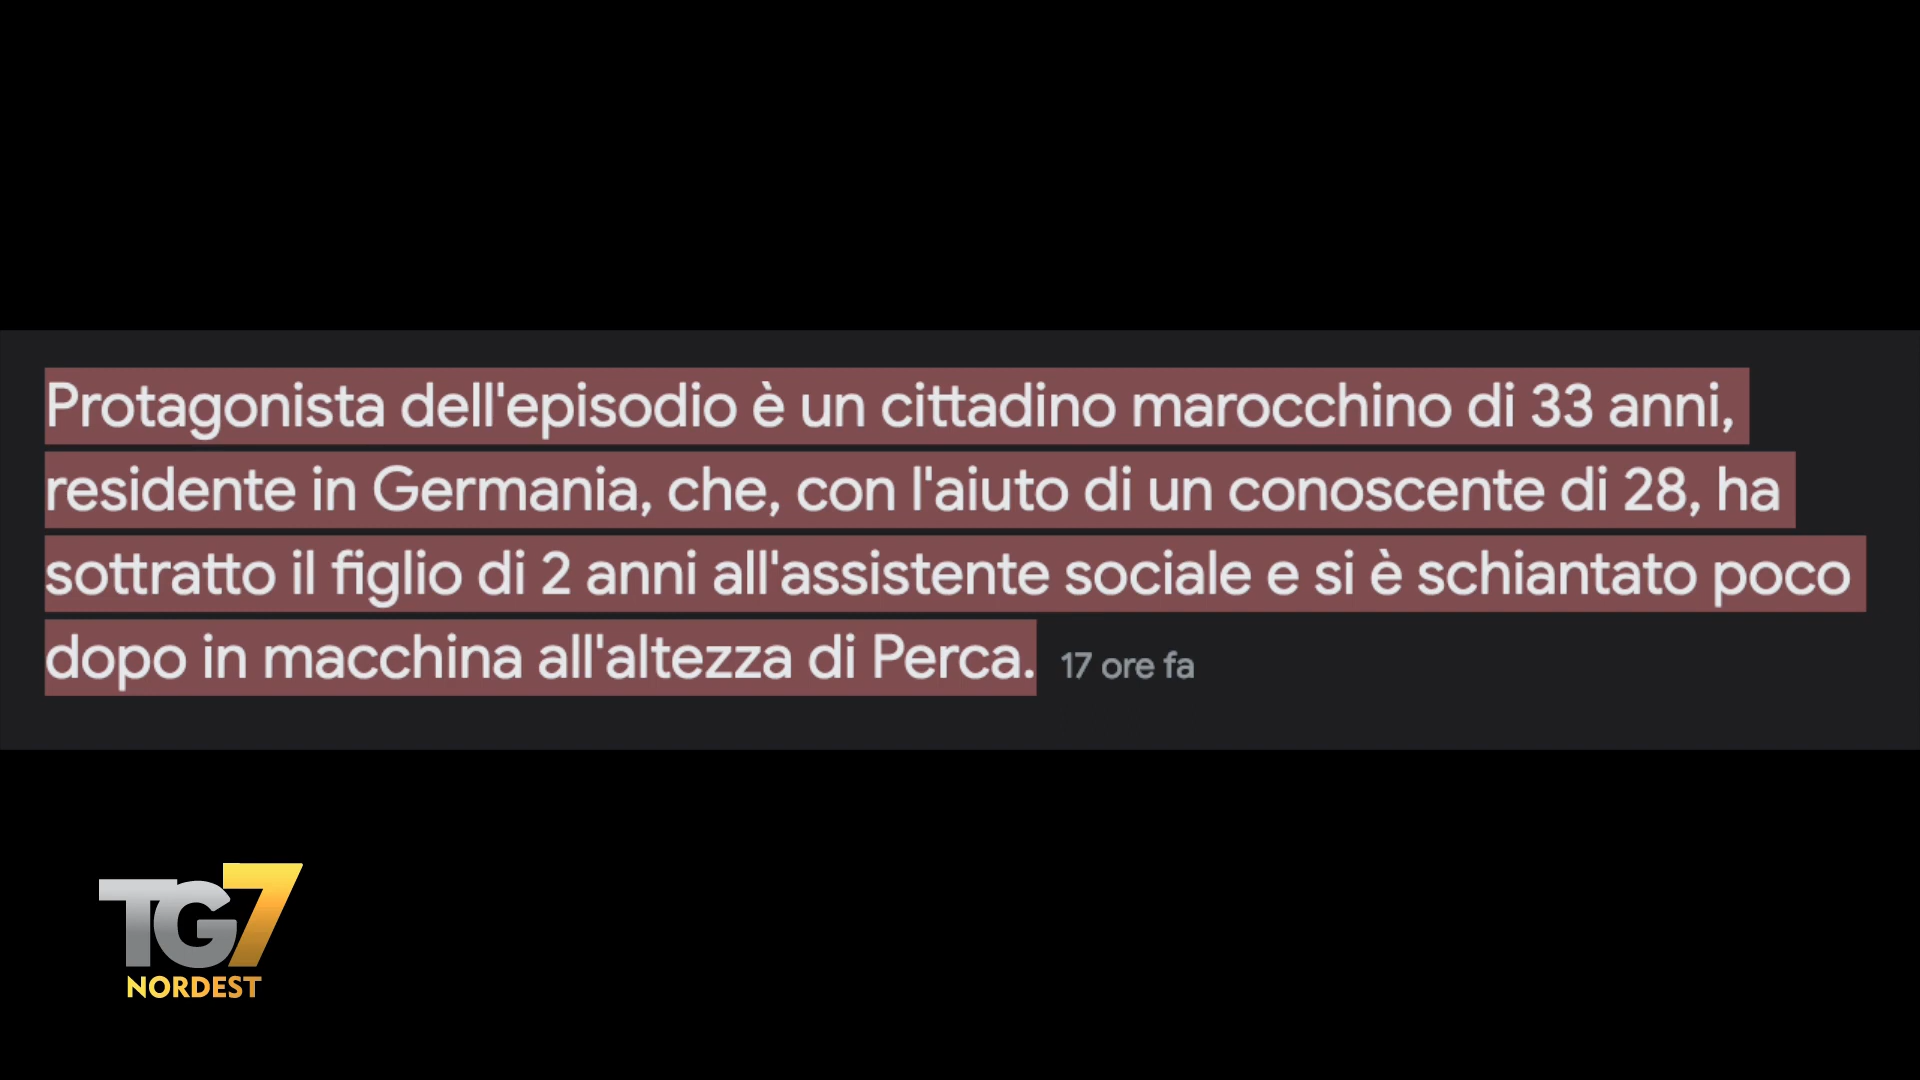 Protagonista dell'episodio è un cittadino marocchino di 33 anni,
residente in Germania, che, con l'aiuto di un conoscente di 28, ha
sottratto il figlio di 2 anni all'assistente sociale e si è schiantato poco
dopo in macchina all'altezza di Perca. 17 ore fa
TG7
NORDEST